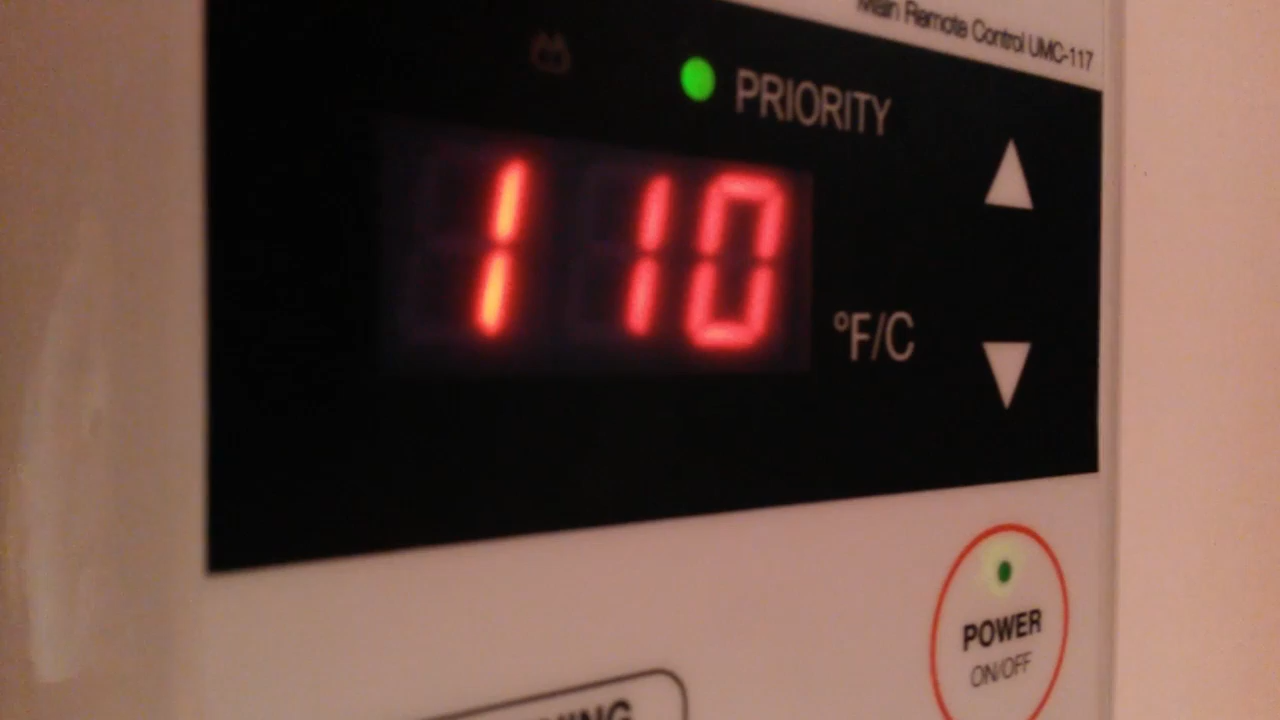 Main Remote Control UMC-117
PRIORITY
110
°F/C
POWER
ON/OFF